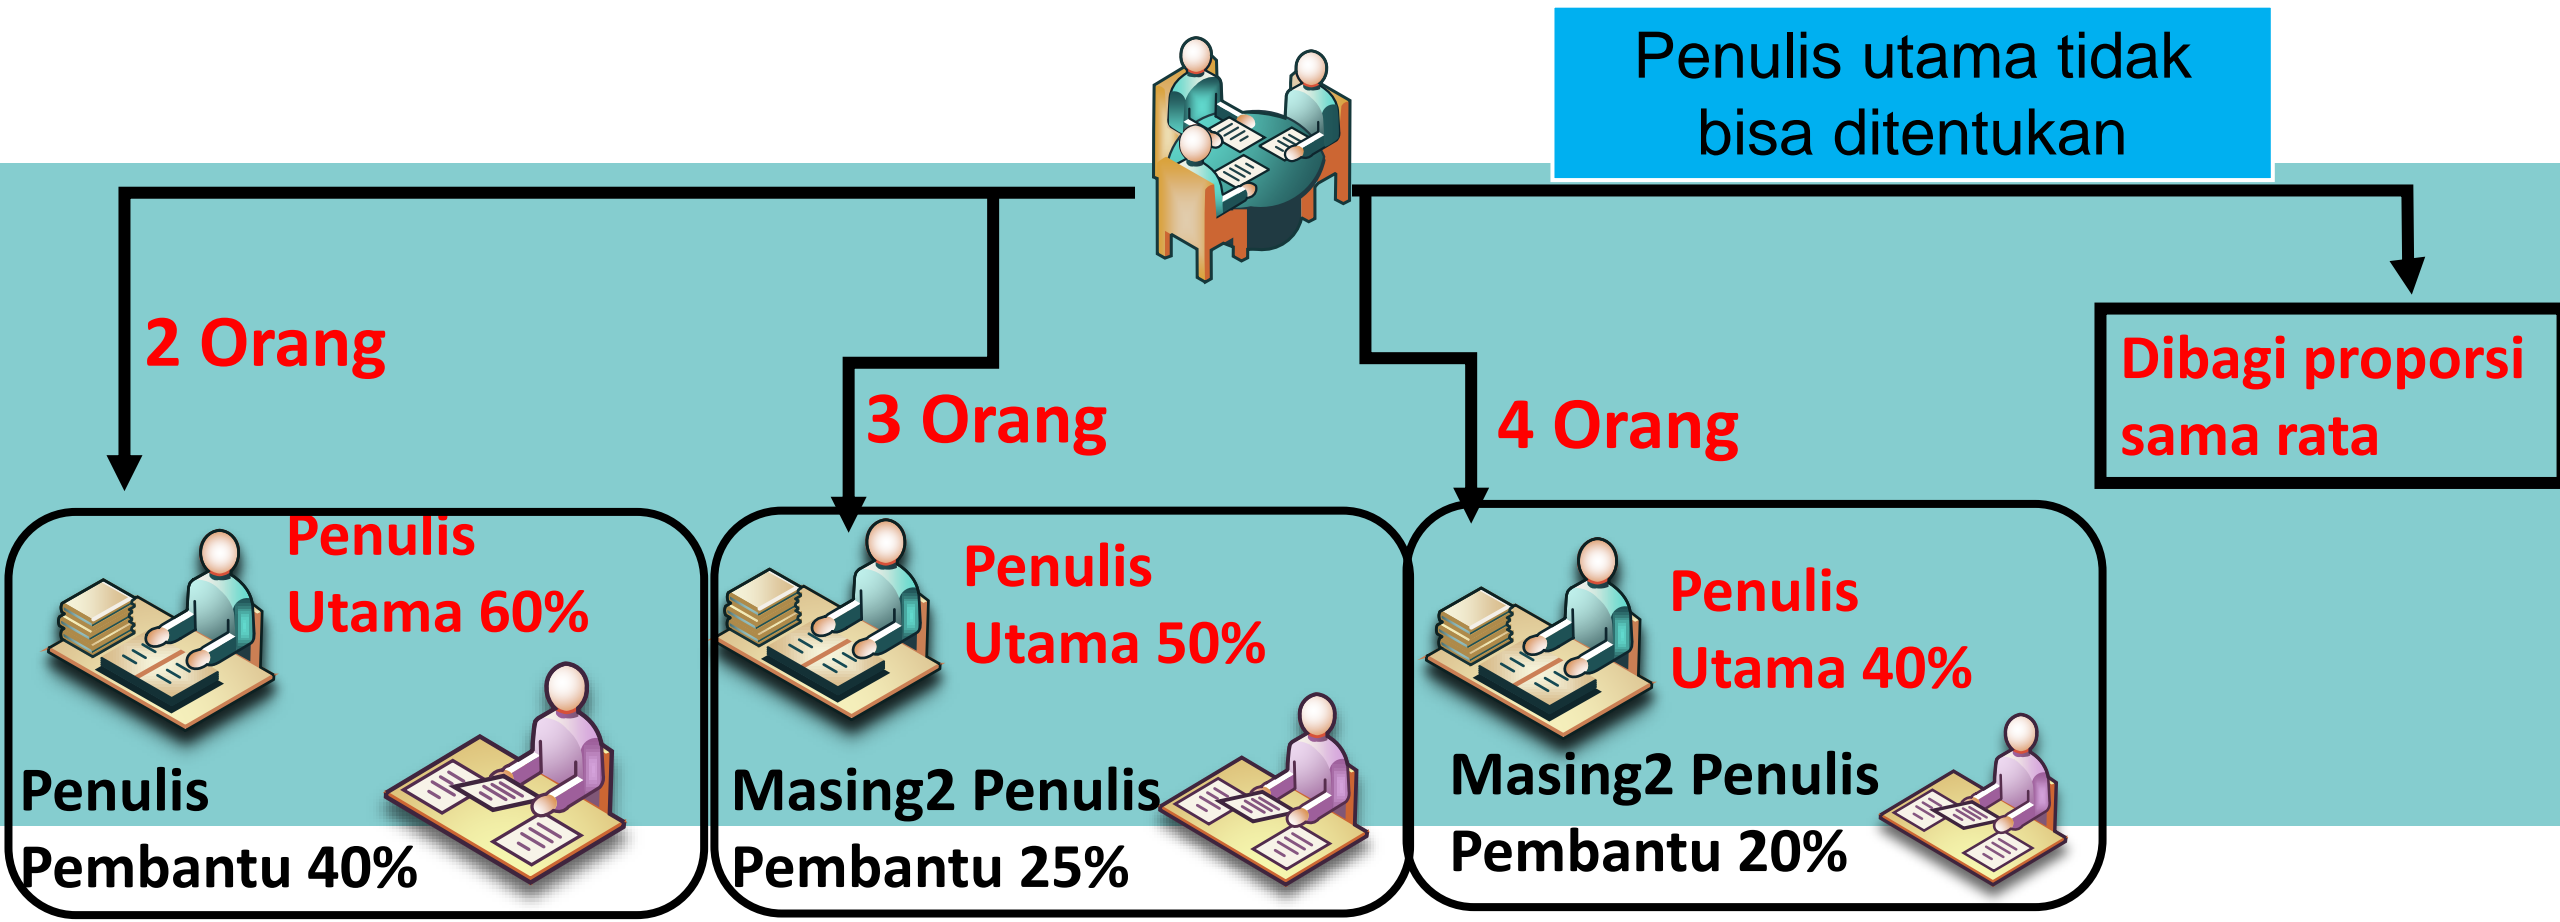 Penulis utama tidak
bisa ditentukan
2 Orang
3 Orang
4 Orang
Dibagi proporsi
sama rata
Penulis
Utama 60%
Penulis
Pembantu 40%
Penulis
Utama 50%
Masing2 Penulis
Pembantu 25%
Penulis
Utama 40%
Masing2 Penulis
Pembantu 20%